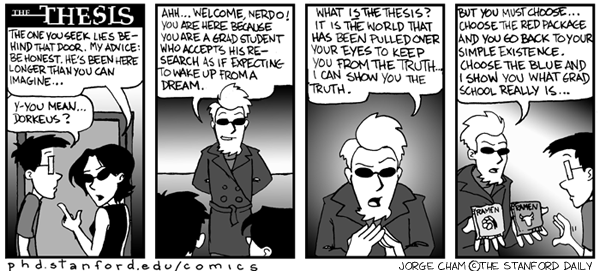 THE THESIS
THE ONE YOU SEEK LIES BE-
HIND THAT DOOR. MY ADVICE:
BE HONEST. HE'S BEEN HERE
LONGER THAN YOU CAN
IMAGINE...
Y-YOU MEAN...
DORKEUS?
AHH... WELCOME, NERDO!
YOU ARE HERE BECAUSE
YOU ARE A GRAD STUDENT
WHO ACCEPTS HIS RE-
SEARCH AS IF EXPECTING
TO WAKE UP FROM A
DREAM.
WHAT IS THE THESIS?
IT IS THE WORLD THAT
HAS BEEN PULLED OVER
YOUR EYES TO KEEP
YOU FROM THE TRUTH...
I CAN SHOW YOU THE
TRUTH.
BUT YOU MUST CHOOSE...
CHOOSE THE RED PACKAGE
AND YOU GO BACK TO YOUR
SIMPLE EXISTENCE.
CHOOSE THE BLUE AND
I SHOW YOU WHAT GRAD
SCHOOL REALLY IS...
RAMEN
RAMEN
phd.stanford.edu/comics
JORGE CHAM ©THE STANFORD DAILY